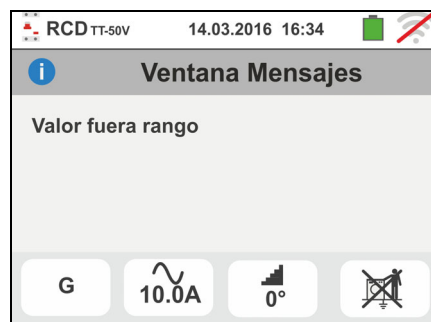 RCD TT-50V 14.03.2016 16:34
Ventana Mensajes
Valor fuera rango
G 10.0A 0°